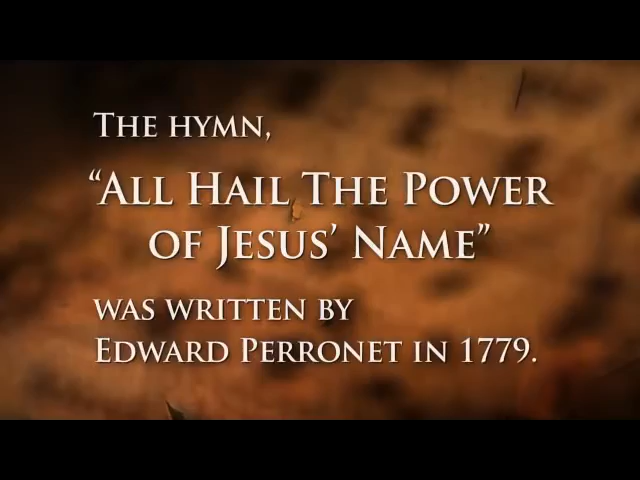 The hymn,
“All Hail The Power
of Jesus’ Name”
was written by
Edward Perronet in 1779.